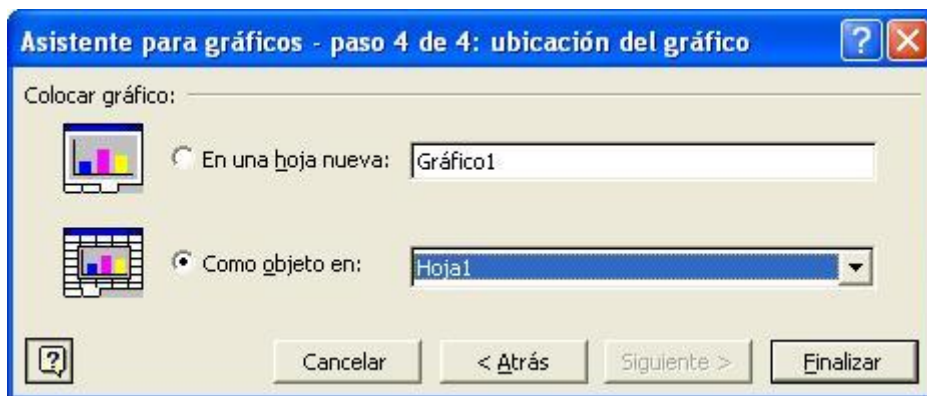 Asistente para gráficos - paso 4 de 4: ubicación del gráfico
Colocar gráfico:
En una hoja nueva: Gráfico1
Como objeto en: Hoja1
Cancelar < Atrás Siguiente > Finalizar